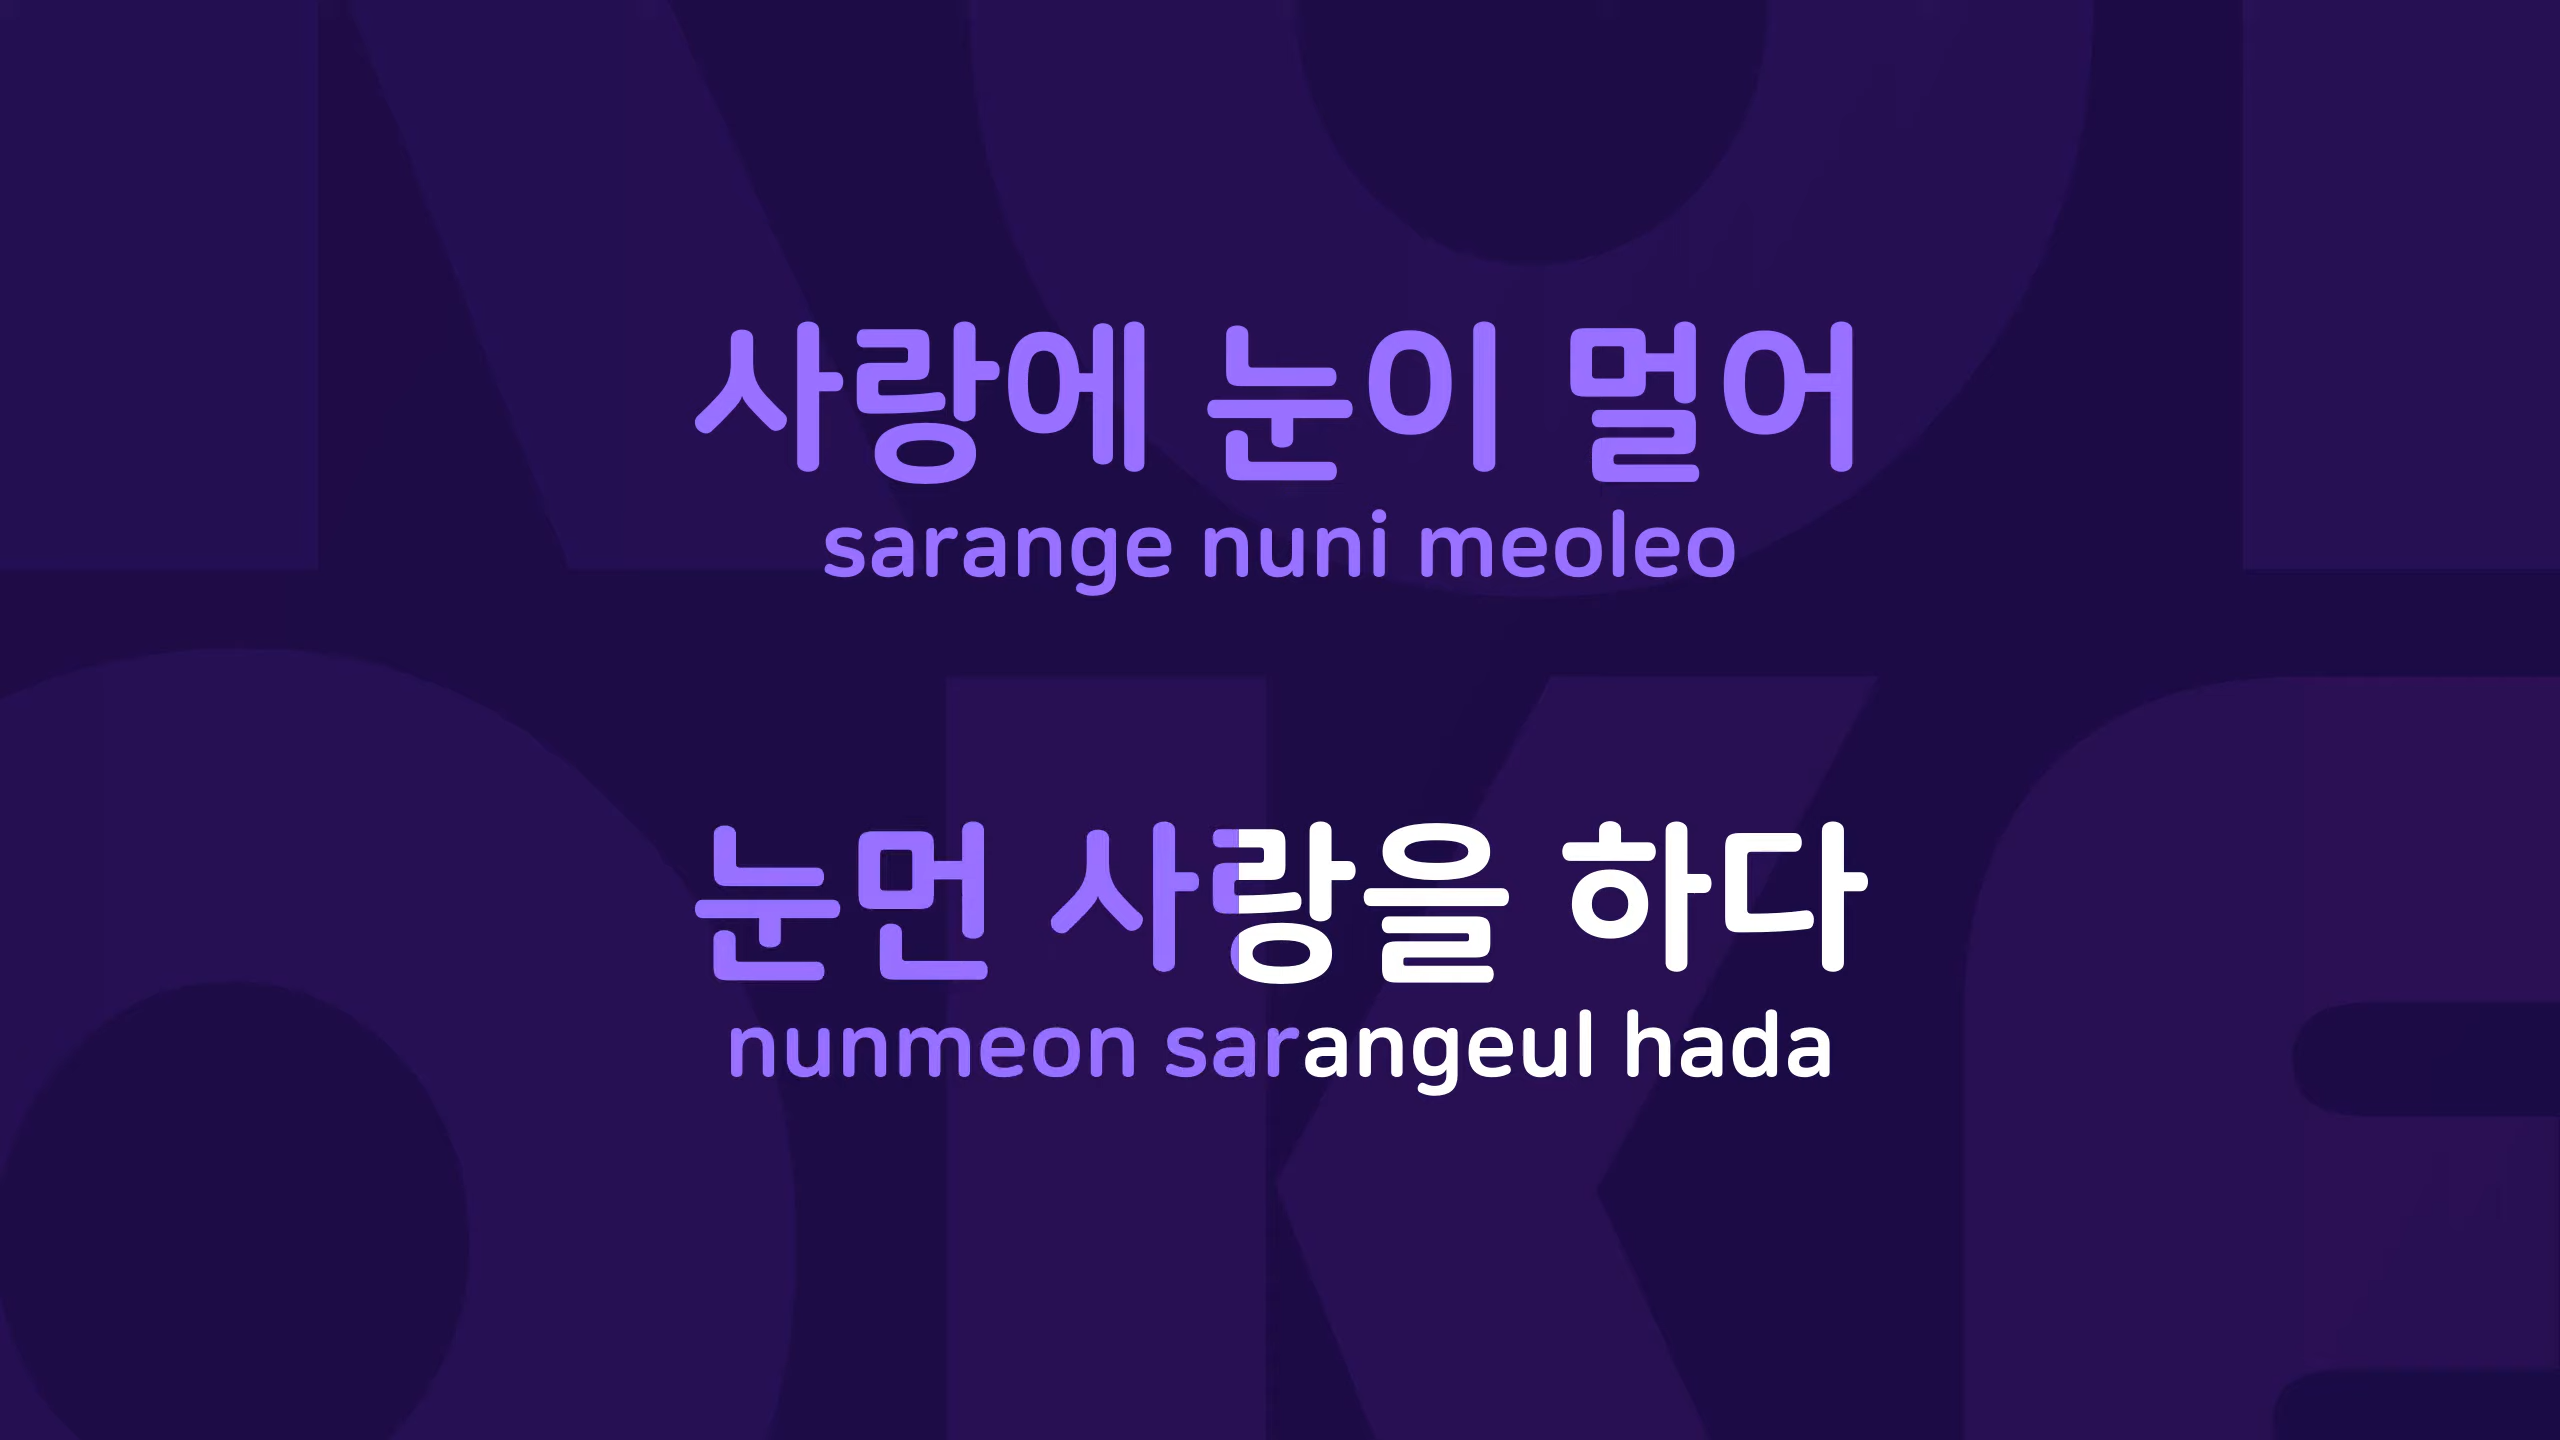 사랑에 눈이 멀어
sarange nuni meoleo
눈먼 사랑을 하다
nunmeon sarangeul hada